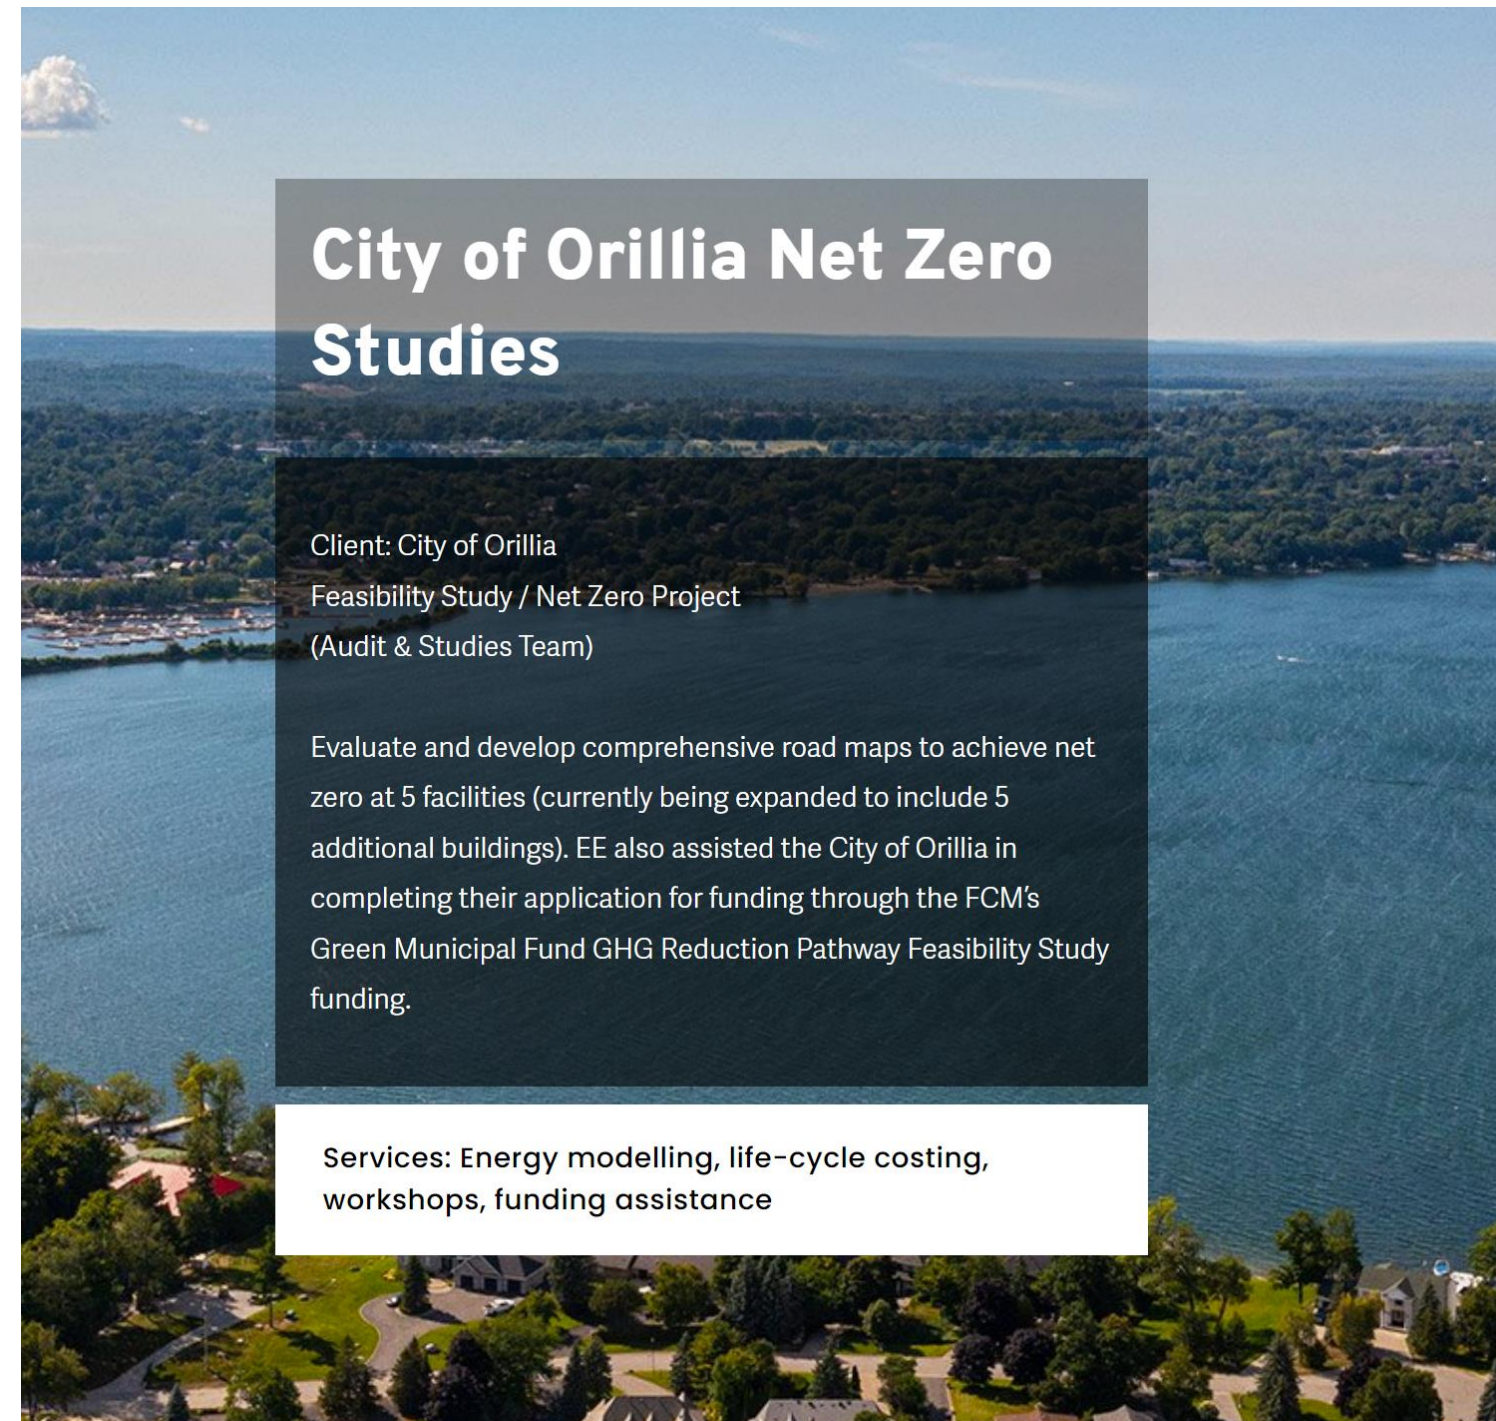 City of Orillia Net Zero
Studies
Client: City of Orillia
Feasibility Study / Net Zero Project
(Audit & Studies Team)
Evaluate and develop comprehensive road maps to achieve net
zero at 5 facilities (currently being expanded to include 5
additional buildings). EE also assisted the City of Orillia in
completing their application for funding through the FCM’s
Green Municipal Fund GHG Reduction Pathway Feasibility Study
funding.
Services: Energy modelling, life-cycle costing,
workshops, funding assistance